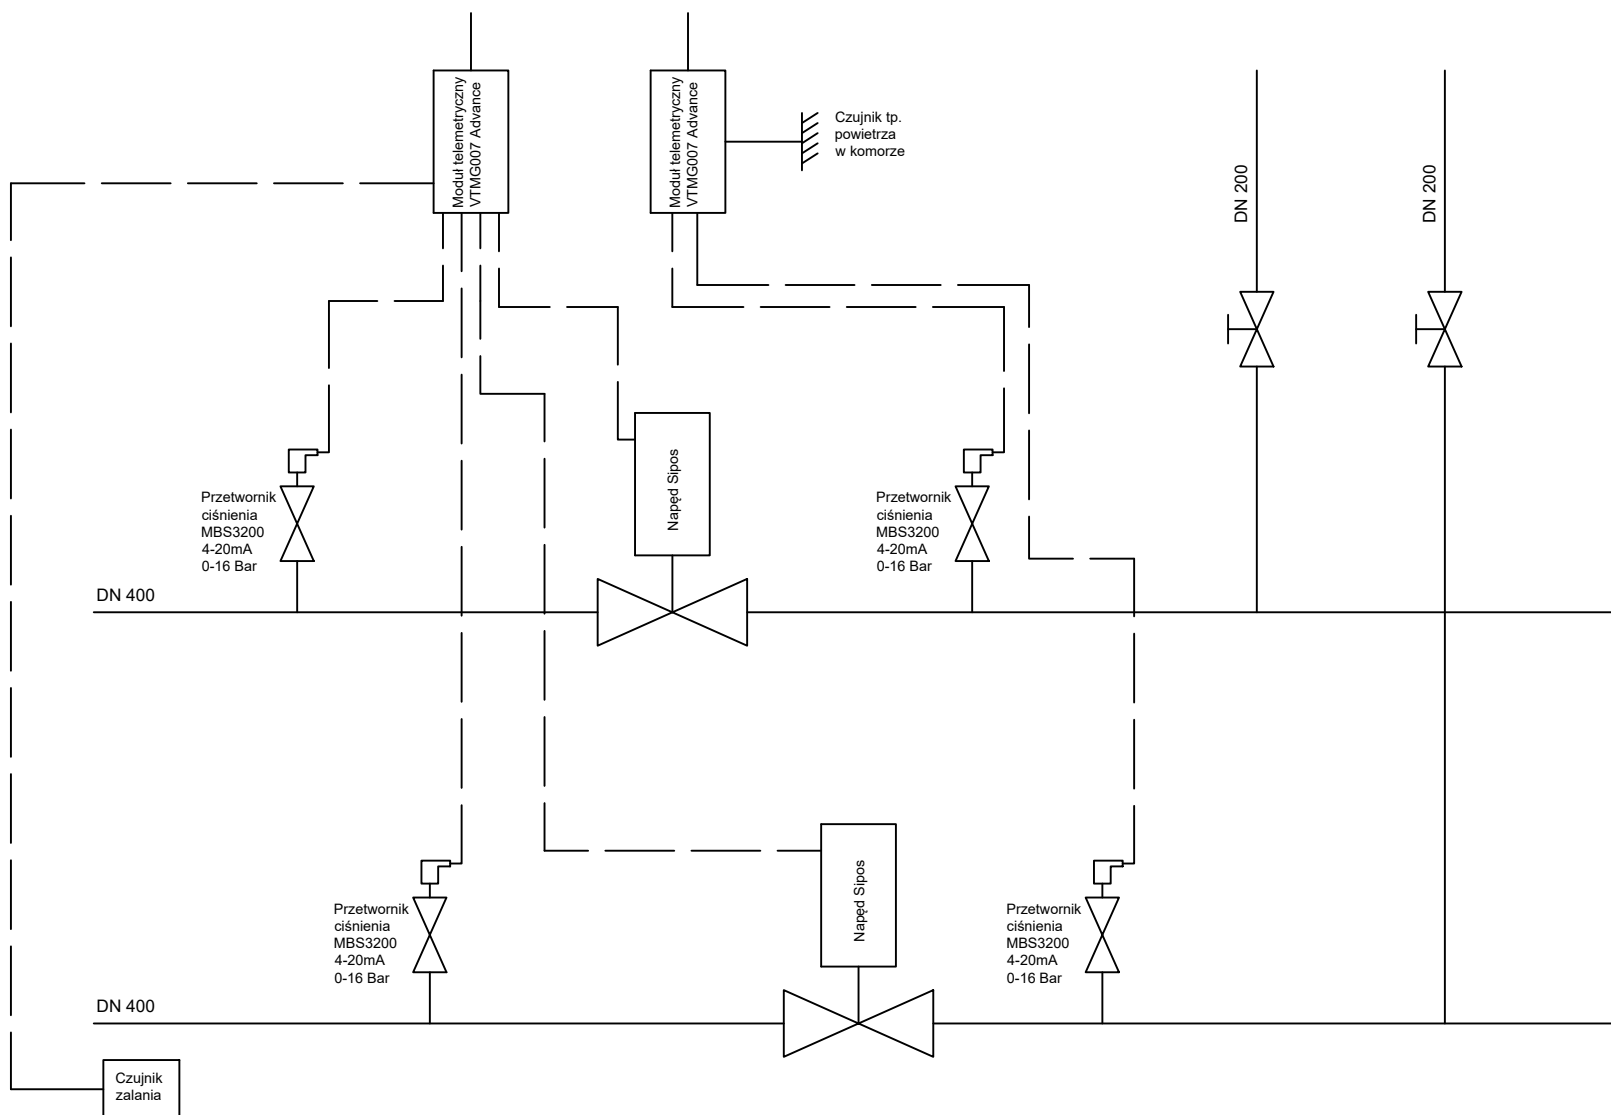 Moduł telemetryczny
VTMG007 Advance
Moduł telemetryczny
VTMG007 Advance
Czujnik tp.
powietrza
w komorze
DN 200
DN 200
Napęd Sipos
Przetwornik
ciśnienia
MBS3200
4-20mA
0-16 Bar
Przetwornik
ciśnienia
MBS3200
4-20mA
0-16 Bar
DN 400
Napęd Sipos
Przetwornik
ciśnienia
MBS3200
4-20mA
0-16 Bar
Przetwornik
ciśnienia
MBS3200
4-20mA
0-16 Bar
DN 400
Czujnik
zalania